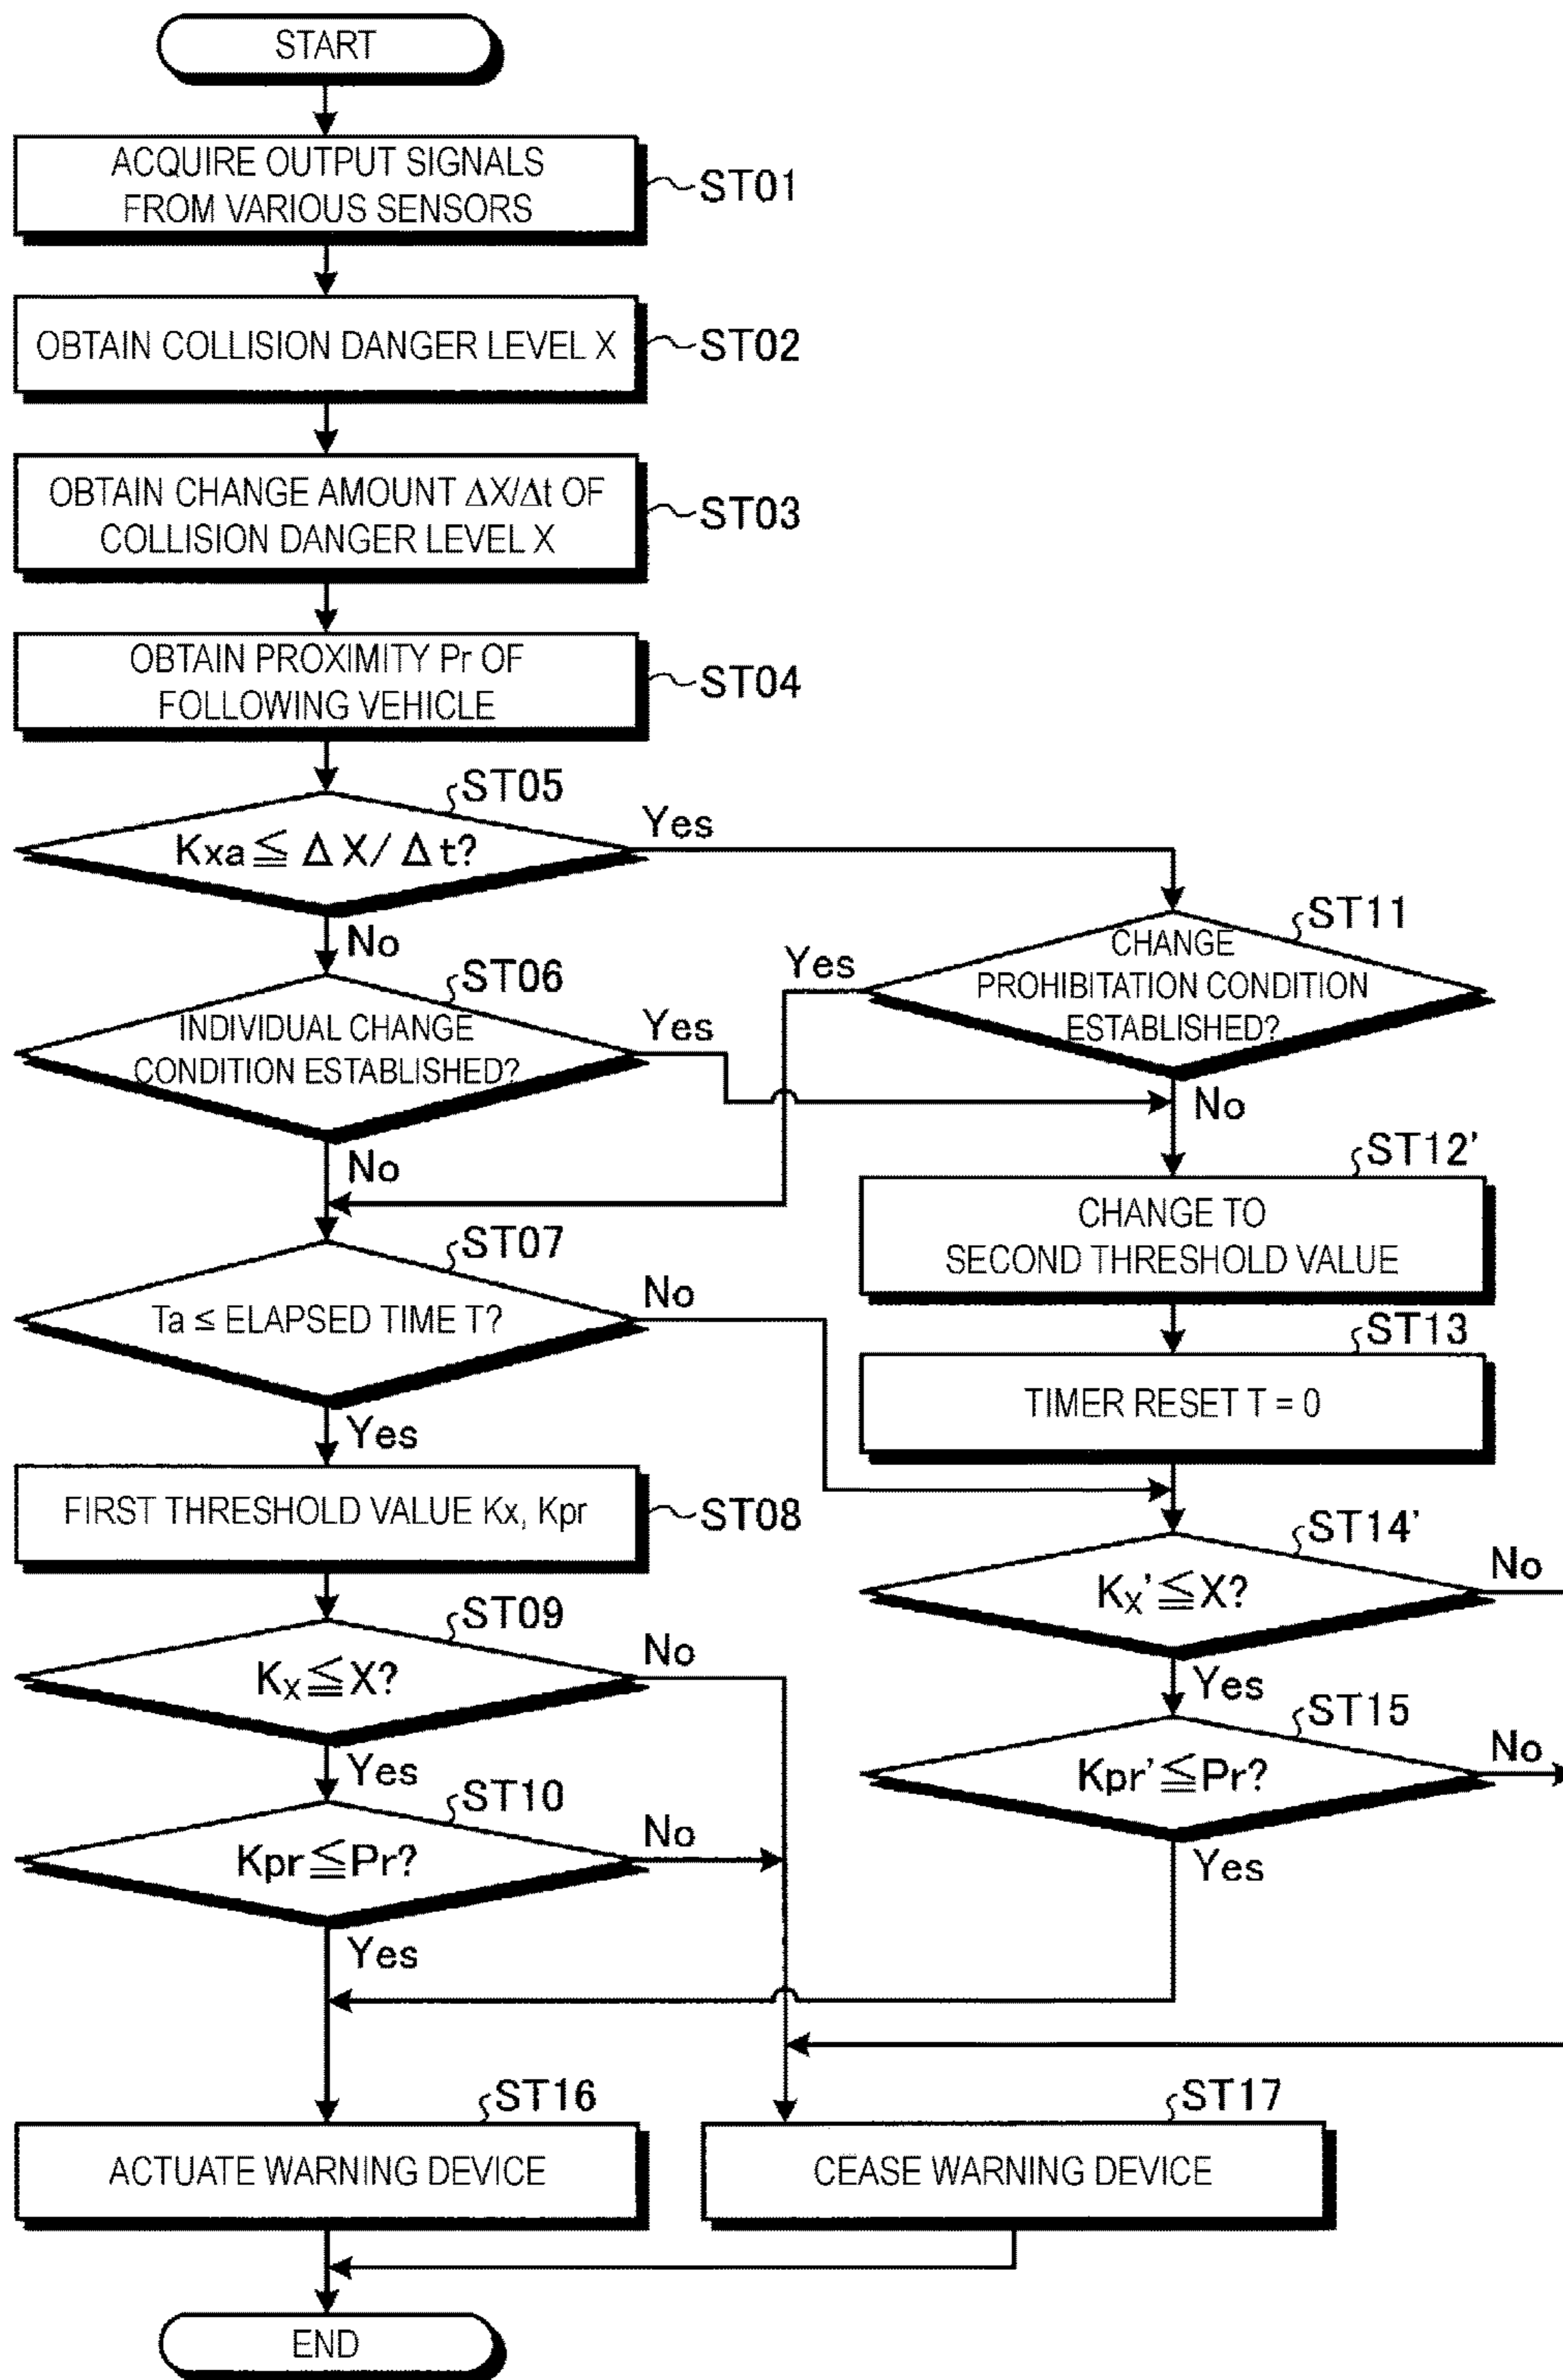 START
ACQUIRE OUTPUT SIGNALS
FROM VARIOUS SENSORS
ST01
OBTAIN COLLISION DANGER LEVEL X
ST02
OBTAIN CHANGE AMOUNT ΔX/Δt OF
COLLISION DANGER LEVEL X
ST03
OBTAIN PROXIMITY Pr OF
FOLLOWING VEHICLE
ST04
ST05
Kxa ≦ ΔX/Δt?
Yes
No
ST11
CHANGE
PROHIBITATION CONDITION
ESTABLISHED?
Yes
No
ST06
INDIVIDUAL CHANGE
CONDITION ESTABLISHED?
Yes
No
ST12'
CHANGE TO
SECOND THRESHOLD VALUE
ST07
Ta ≤ ELAPSED TIME T?
No
Yes
ST13
TIMER RESET T = 0
FIRST THRESHOLD VALUE Kx, Kpr
ST08
ST14'
KX'≦X?
No
Yes
ST09
KX≦X?
No
Yes
ST15
Kpr'≦Pr?
No
Yes
ST10
Kpr≦Pr?
No
Yes
ST16
ACTUATE WARNING DEVICE
ST17
CEASE WARNING DEVICE
END